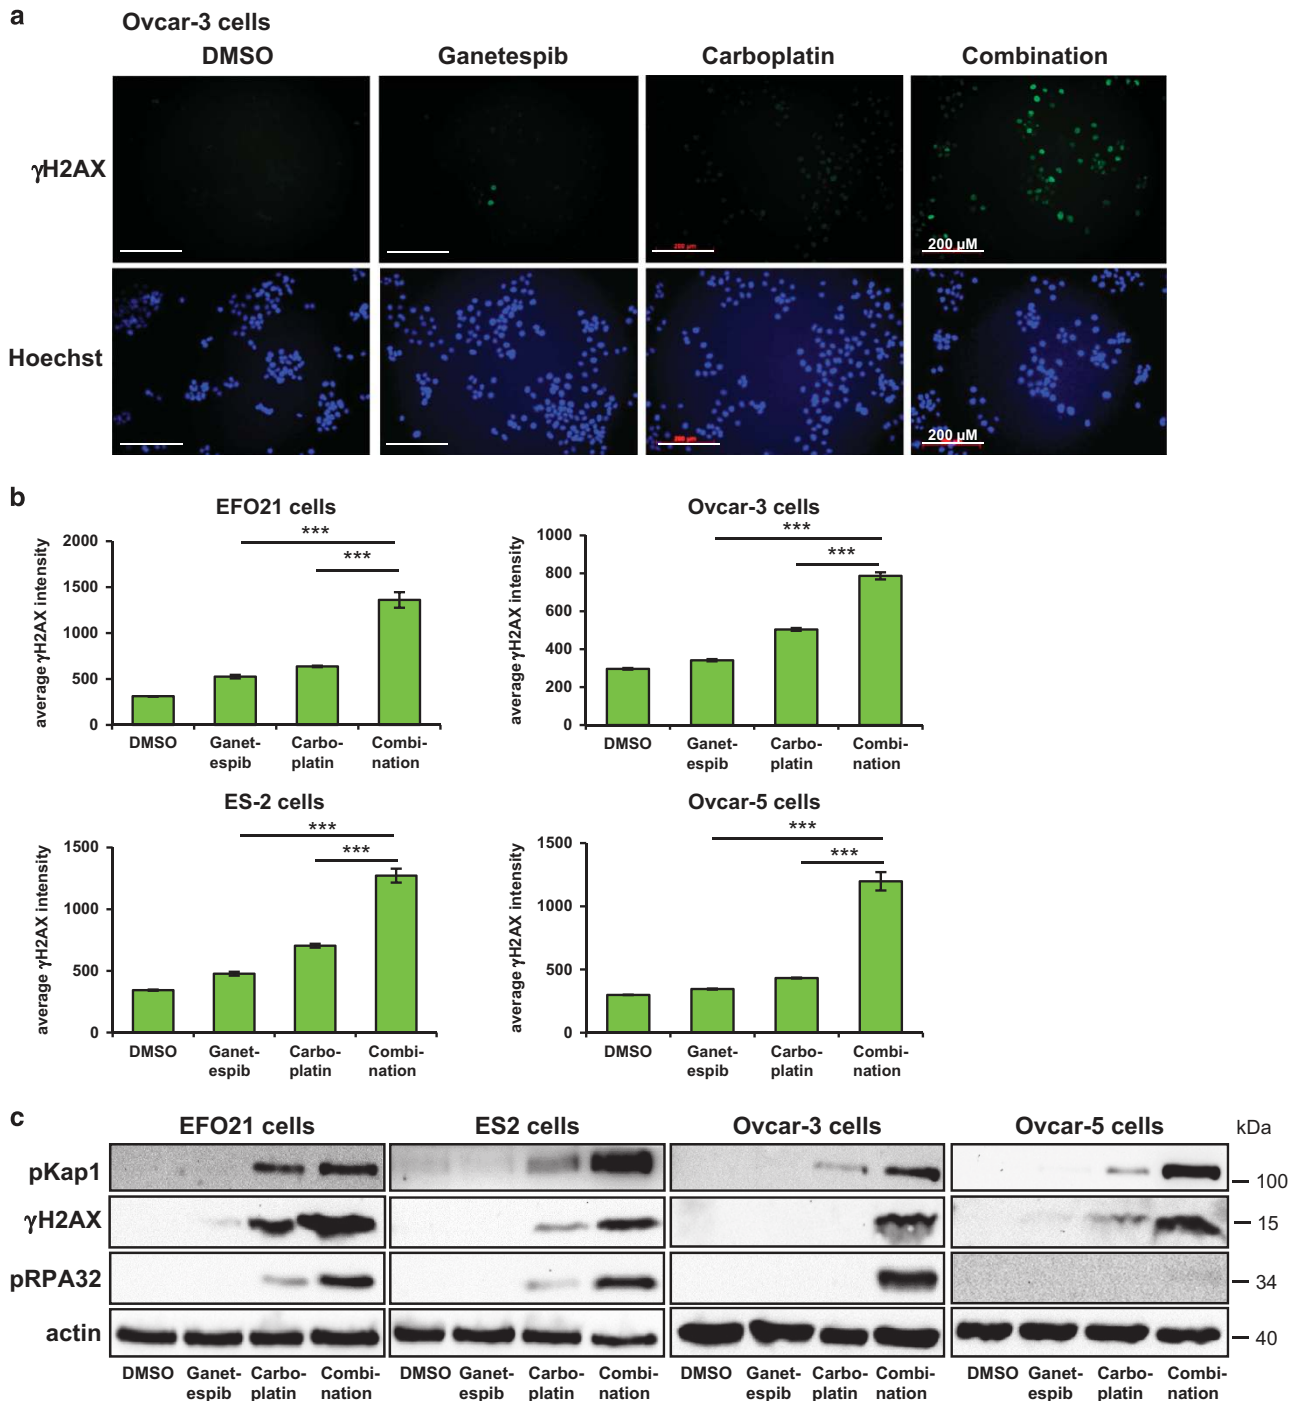 a
Ovcar-3 cells
DMSO Ganetespib Carboplatin Combination
γH2AX
200 µM
Hoechst
200 µM
b
EFO21 cells
***
***
average γH2AX intensity
2000
1500
1000
500
0
DMSO Ganet-espib Carbo-platin Combi-nation
Ovcar-3 cells
***
***
average γH2AX intensity
1000
800
600
400
200
0
DMSO Ganet-espib Carbo-platin Combi-nation
ES-2 cells
***
***
average γH2AX intensity
1500
1000
500
0
DMSO Ganet-espib Carbo-platin Combi-nation
Ovcar-5 cells
***
***
average γH2AX intensity
1500
1000
500
0
DMSO Ganet-espib Carbo-platin Combi-nation
c
EFO21 cells ES2 cells Ovcar-3 cells Ovcar-5 cells kDa
pKap1 100
γH2AX 15
pRPA32 34
actin 40
DMSO Ganet-espib Carbo-platin Combi-nation DMSO Ganet-espib Carbo-platin Combi-nation DMSO Ganet-espib Carbo-platin Combi-nation DMSO Ganet-espib Carbo-platin Combi-nation